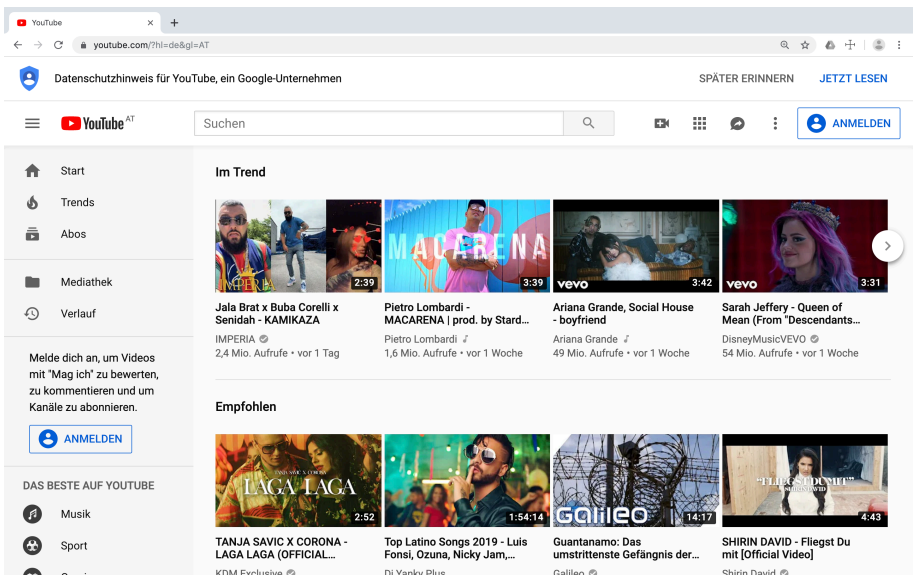 YouTube
youtube.com/?hl=de&gl=AT
Datenschutzhinweis für YouTube, ein Google-Unternehmen
SPÄTER ERINNERN
JETZT LESEN
YouTube AT
Suchen
ANMELDEN
Start
Trends
Abos
Mediathek
Verlauf
Melde dich an, um Videos
mit "Mag ich" zu bewerten,
zu kommentieren und um
Kanäle zu abonnieren.
ANMELDEN
DAS BESTE AUF YOUTUBE
Musik
Sport
Im Trend
IMPERIA
2:39
Jala Brat x Buba Corelli x
Senidah - KAMIKAZA
IMPERIA
2,4 Mio. Aufrufe • vor 1 Tag
MACARENA
3:39
Pietro Lombardi -
MACARENA | prod. by Stard...
Pietro Lombardi
1,6 Mio. Aufrufe • vor 1 Woche
vevo
3:42
Ariana Grande, Social House
- boyfriend
Ariana Grande
49 Mio. Aufrufe • vor 1 Woche
vevo
3:31
Sarah Jeffery - Queen of
Mean (From "Descendants...
DisneyMusicVEVO
54 Mio. Aufrufe • vor 1 Woche
Empfohlen
TANJA SAVIC X CORONA
LAGA LAGA
2:52
TANJA SAVIC X CORONA -
LAGA LAGA (OFFICIAL...
KDM Exclusive
1:54:14
Top Latino Songs 2019 - Luis
Fonsi, Ozuna, Nicky Jam,...
Dj Yanky Plus
Galileo
14:17
Guantanamo: Das
umstrittenste Gefängnis der...
Galileo
"FLIEGST DU MIT"
SHIRIN DAVID
4:43
SHIRIN DAVID - Fliegst Du
mit [Official Video]
Shirin David